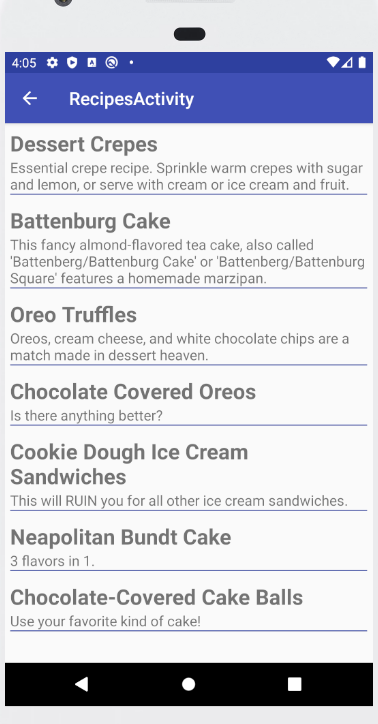 4:05
RecipesActivity
Dessert Crepes
Essential crepe recipe. Sprinkle warm crepes with sugar
and lemon, or serve with cream or ice cream and fruit.
Battenburg Cake
This fancy almond-flavored tea cake, also called
'Battenberg/Battenburg Cake' or 'Battenberg/Battenburg
Square' features a homemade marzipan.
Oreo Truffles
Oreos, cream cheese, and white chocolate chips are a
match made in dessert heaven.
Chocolate Covered Oreos
Is there anything better?
Cookie Dough Ice Cream
Sandwiches
This will RUIN you for all other ice cream sandwiches.
Neapolitan Bundt Cake
3 flavors in 1.
Chocolate-Covered Cake Balls
Use your favorite kind of cake!